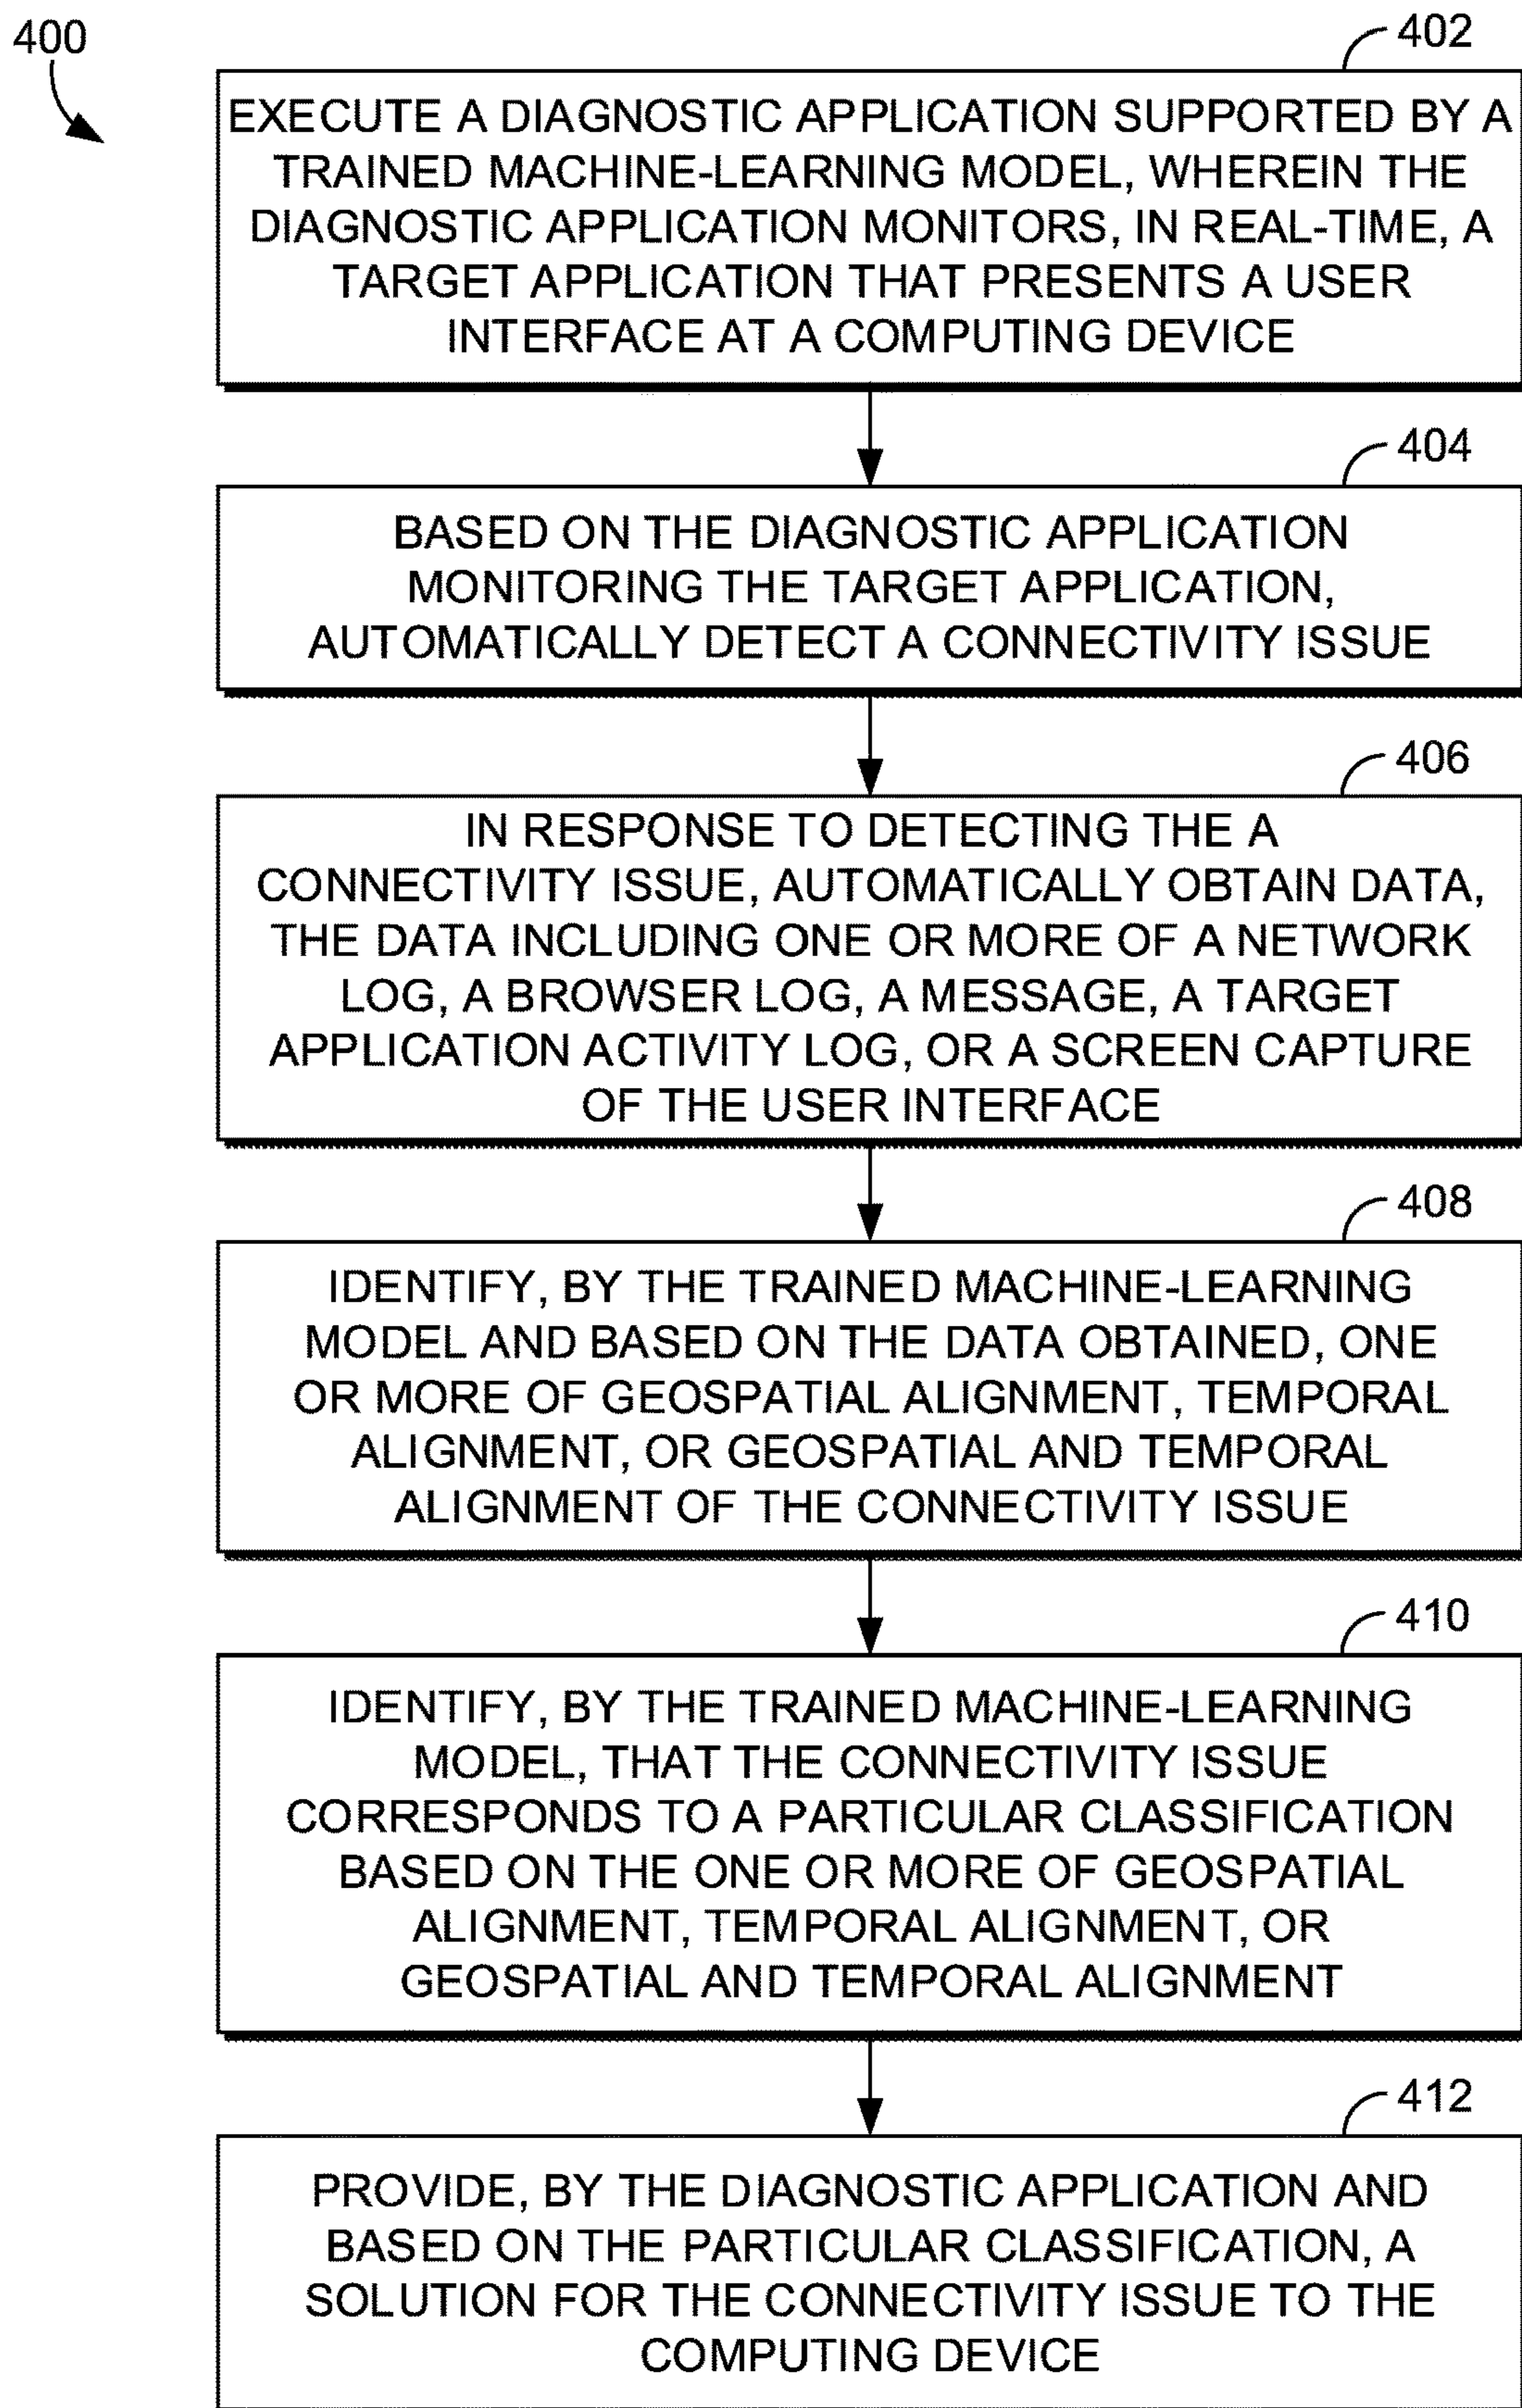 400
402
EXECUTE A DIAGNOSTIC APPLICATION SUPPORTED BY A
TRAINED MACHINE-LEARNING MODEL, WHEREIN THE
DIAGNOSTIC APPLICATION MONITORS, IN REAL-TIME, A
TARGET APPLICATION THAT PRESENTS A USER
INTERFACE AT A COMPUTING DEVICE
404
BASED ON THE DIAGNOSTIC APPLICATION
MONITORING THE TARGET APPLICATION,
AUTOMATICALLY DETECT A CONNECTIVITY ISSUE
406
IN RESPONSE TO DETECTING THE A
CONNECTIVITY ISSUE, AUTOMATICALLY OBTAIN DATA,
THE DATA INCLUDING ONE OR MORE OF A NETWORK
LOG, A BROWSER LOG, A MESSAGE, A TARGET
APPLICATION ACTIVITY LOG, OR A SCREEN CAPTURE
OF THE USER INTERFACE
408
IDENTIFY, BY THE TRAINED MACHINE-LEARNING
MODEL AND BASED ON THE DATA OBTAINED, ONE
OR MORE OF GEOSPATIAL ALIGNMENT, TEMPORAL
ALIGNMENT, OR GEOSPATIAL AND TEMPORAL
ALIGNMENT OF THE CONNECTIVITY ISSUE
410
IDENTIFY, BY THE TRAINED MACHINE-LEARNING
MODEL, THAT THE CONNECTIVITY ISSUE
CORRESPONDS TO A PARTICULAR CLASSIFICATION
BASED ON THE ONE OR MORE OF GEOSPATIAL
ALIGNMENT, TEMPORAL ALIGNMENT, OR
GEOSPATIAL AND TEMPORAL ALIGNMENT
412
PROVIDE, BY THE DIAGNOSTIC APPLICATION AND
BASED ON THE PARTICULAR CLASSIFICATION, A
SOLUTION FOR THE CONNECTIVITY ISSUE TO THE
COMPUTING DEVICE